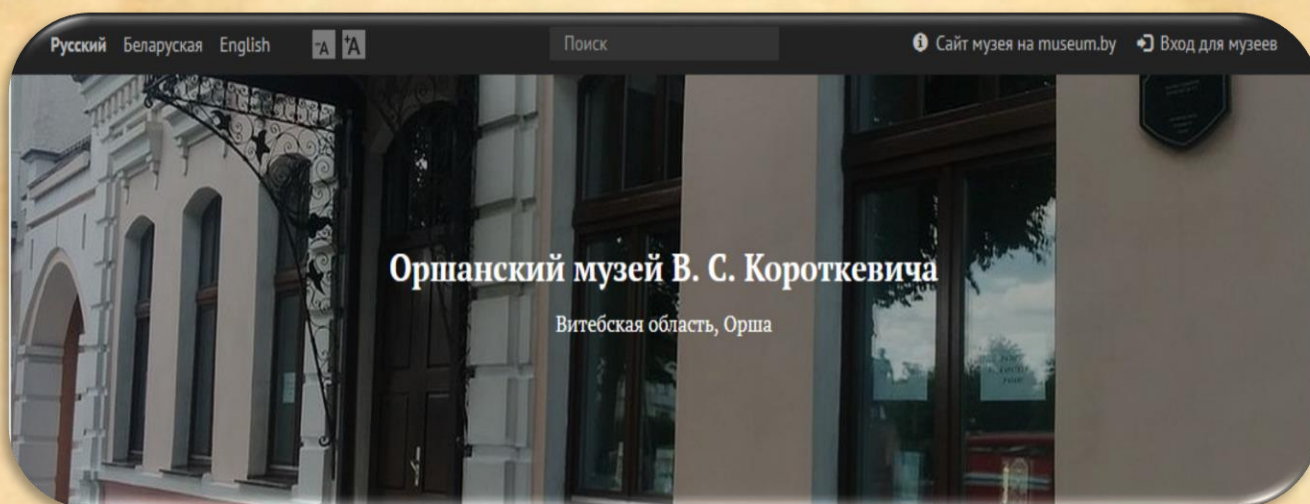 Русский Беларуская English -A +A Поиск Сайт музея на museum.by Вход для музеев
Оршанский музей В. С. Короткевича
Витебская область, Орша